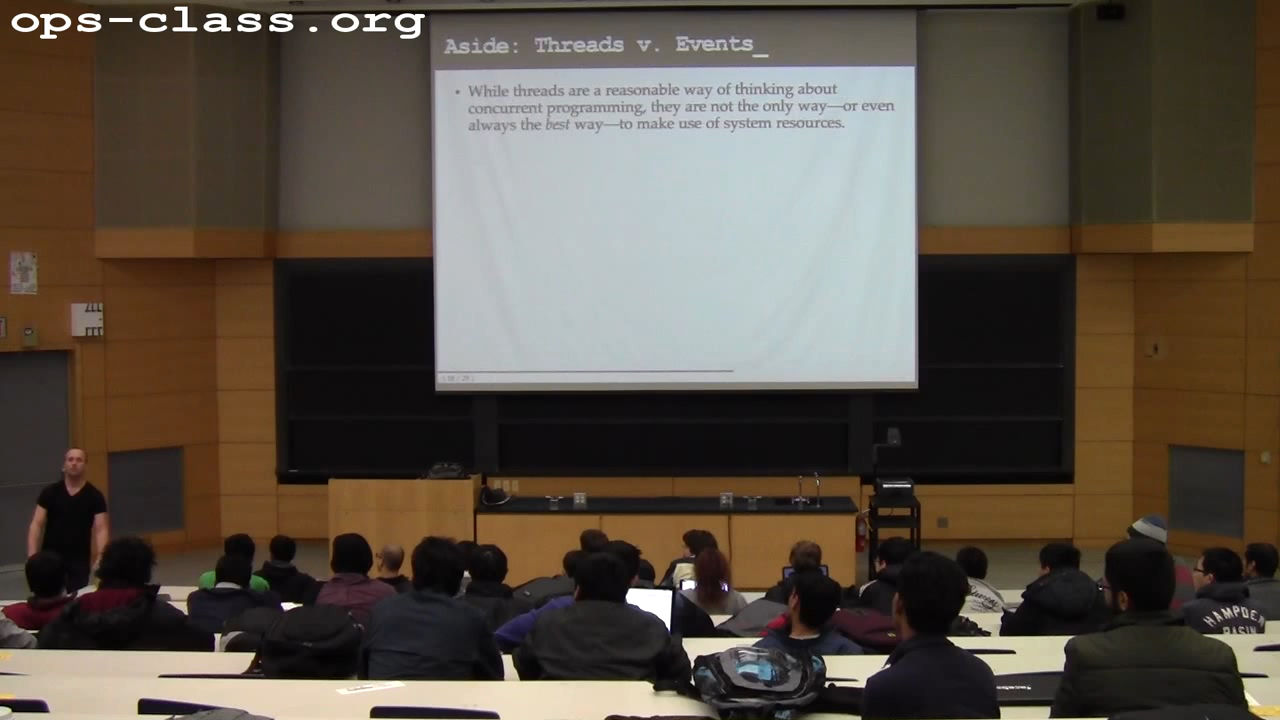 ops-class.org
Aside: Threads v. Events_
• While threads are a reasonable way of thinking about
concurrent programming, they are not the only way—or even
always the best way—to make use of system resources.
HAMPDEN
BASIN